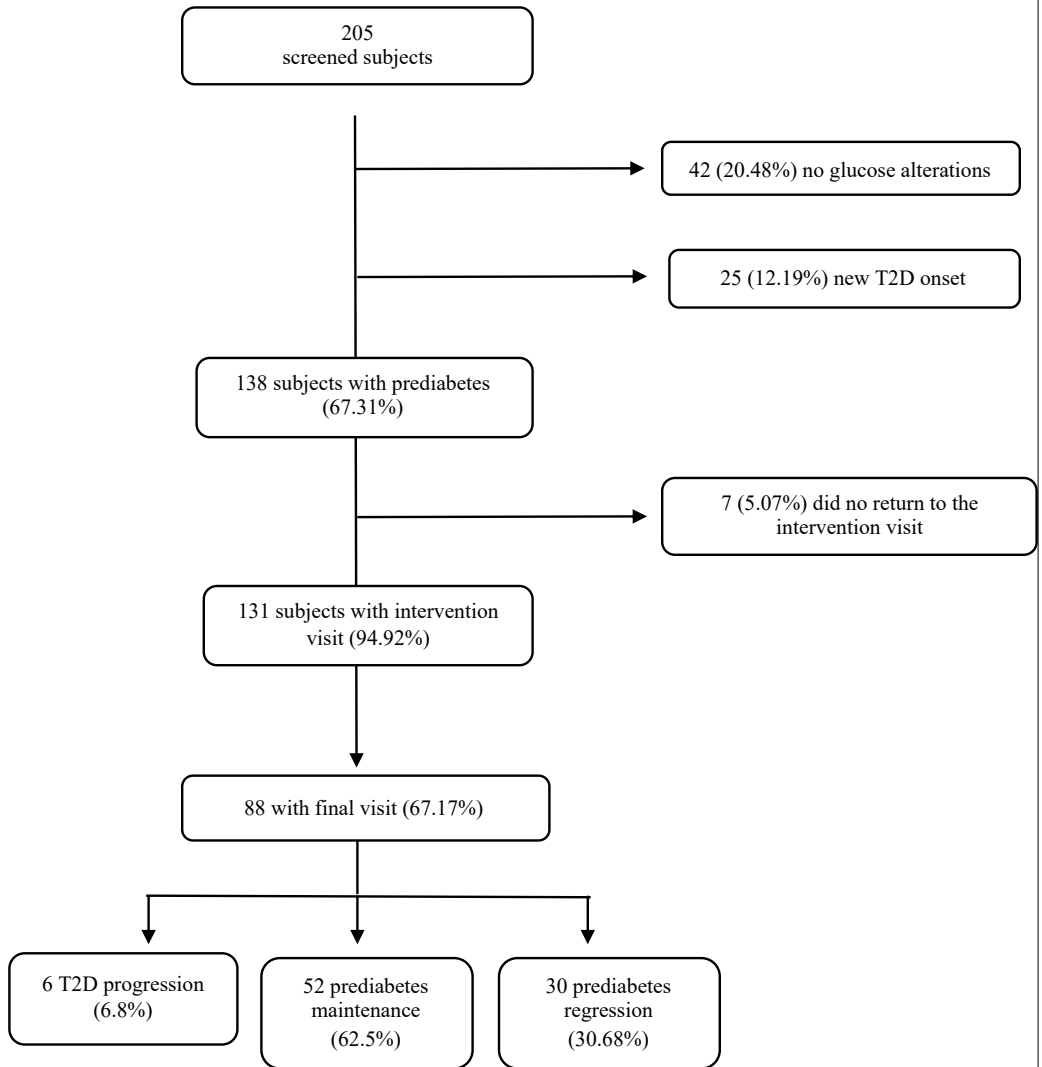 205
screened subjects
42 (20.48%) no glucose alterations
25 (12.19%) new T2D onset
138 subjects with prediabetes
(67.31%)
7 (5.07%) did no return to the
intervention visit
131 subjects with intervention
visit (94.92%)
88 with final visit (67.17%)
6 T2D progression
(6.8%)
52 prediabetes
maintenance
(62.5%)
30 prediabetes
regression
(30.68%)